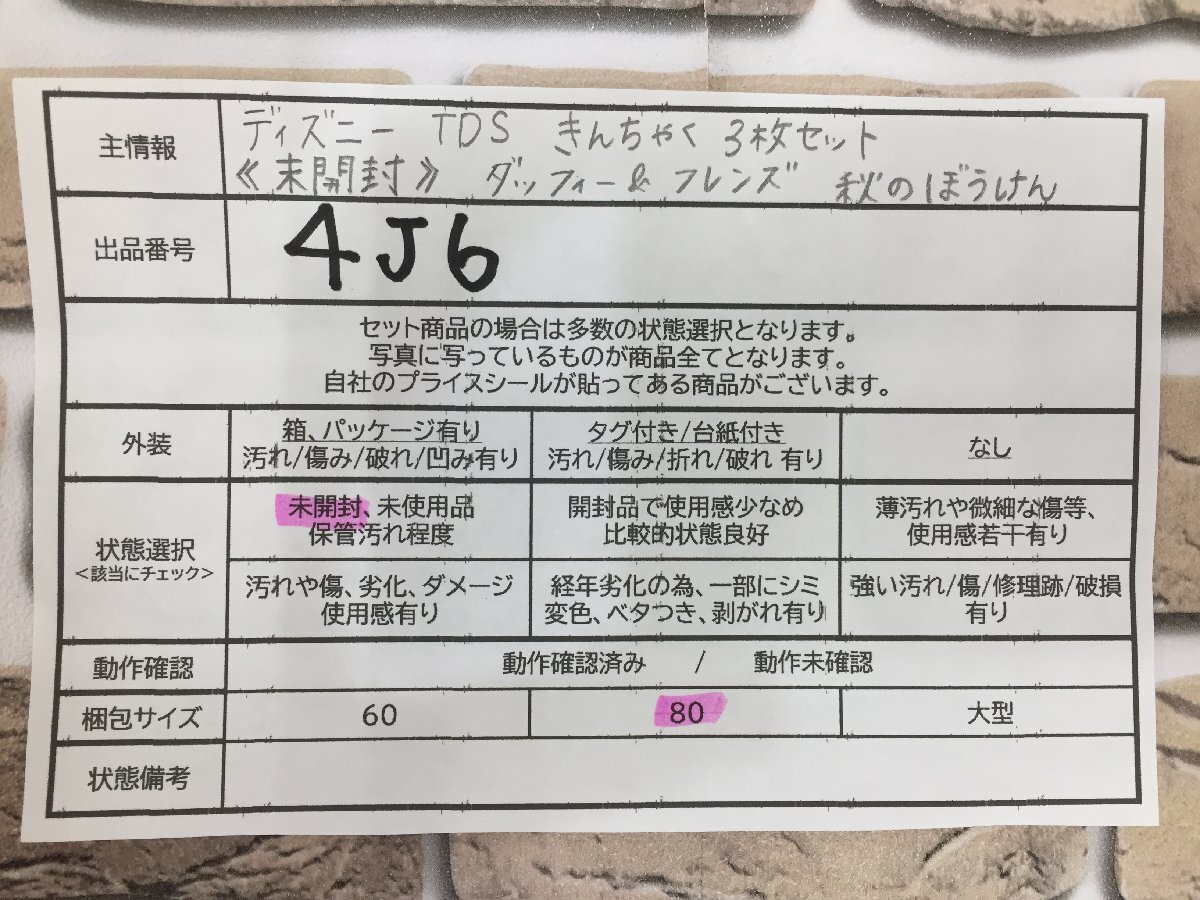 主情報
ディズニー TDS きんちゃく 3枚セット
《未開封》 ダッフィー & フレンズ 秋のぼうけん
出品番号
4J6
セット商品の場合は多数の状態選択となります。
写真に写っているものが商品全てとなります。
自社のプライスシールが貼ってある商品がございます。
外装
箱、パッケージ有り
汚れ/傷み/破れ/凹み有り
タグ付き/台紙付き
汚れ/傷み/折れ/破れ 有り
なし
状態選択
<該当にチェック>
未開封、未使用品
保管汚れ程度
開封品で使用感少なめ
比較的状態良好
薄汚れや微細な傷等、
使用感若干有り
汚れや傷、劣化、ダメージ
使用感有り
経年劣化の為、一部にシミ
変色、ベタつき、剥がれ有り
強い汚れ/傷/修理跡/破損
有り
動作確認
動作確認済み / 動作未確認
梱包サイズ
60
80
大型
状態備考